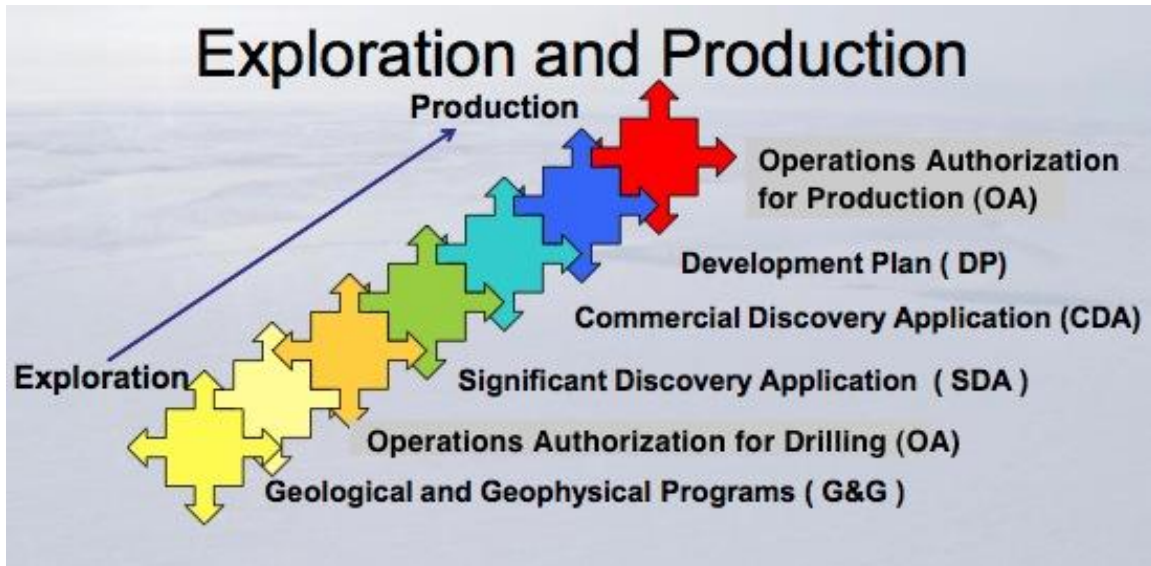 Exploration and Production
Production
Operations Authorization
for Production (OA)
Development Plan ( DP)
Commercial Discovery Application (CDA)
Exploration
Significant Discovery Application ( SDA )
Operations Authorization for Drilling (OA)
Geological and Geophysical Programs ( G&G )